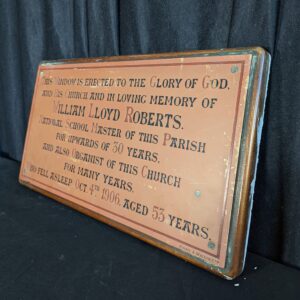 This Window is erected to the Glory of God,
and His Church and in loving memory of
William Lloyd Roberts.
National School Master of this Parish
for upwards of 30 years,
and also Organist of this Church
for many years.
Who fell asleep Oct. 4th 1906, aged 53 years.